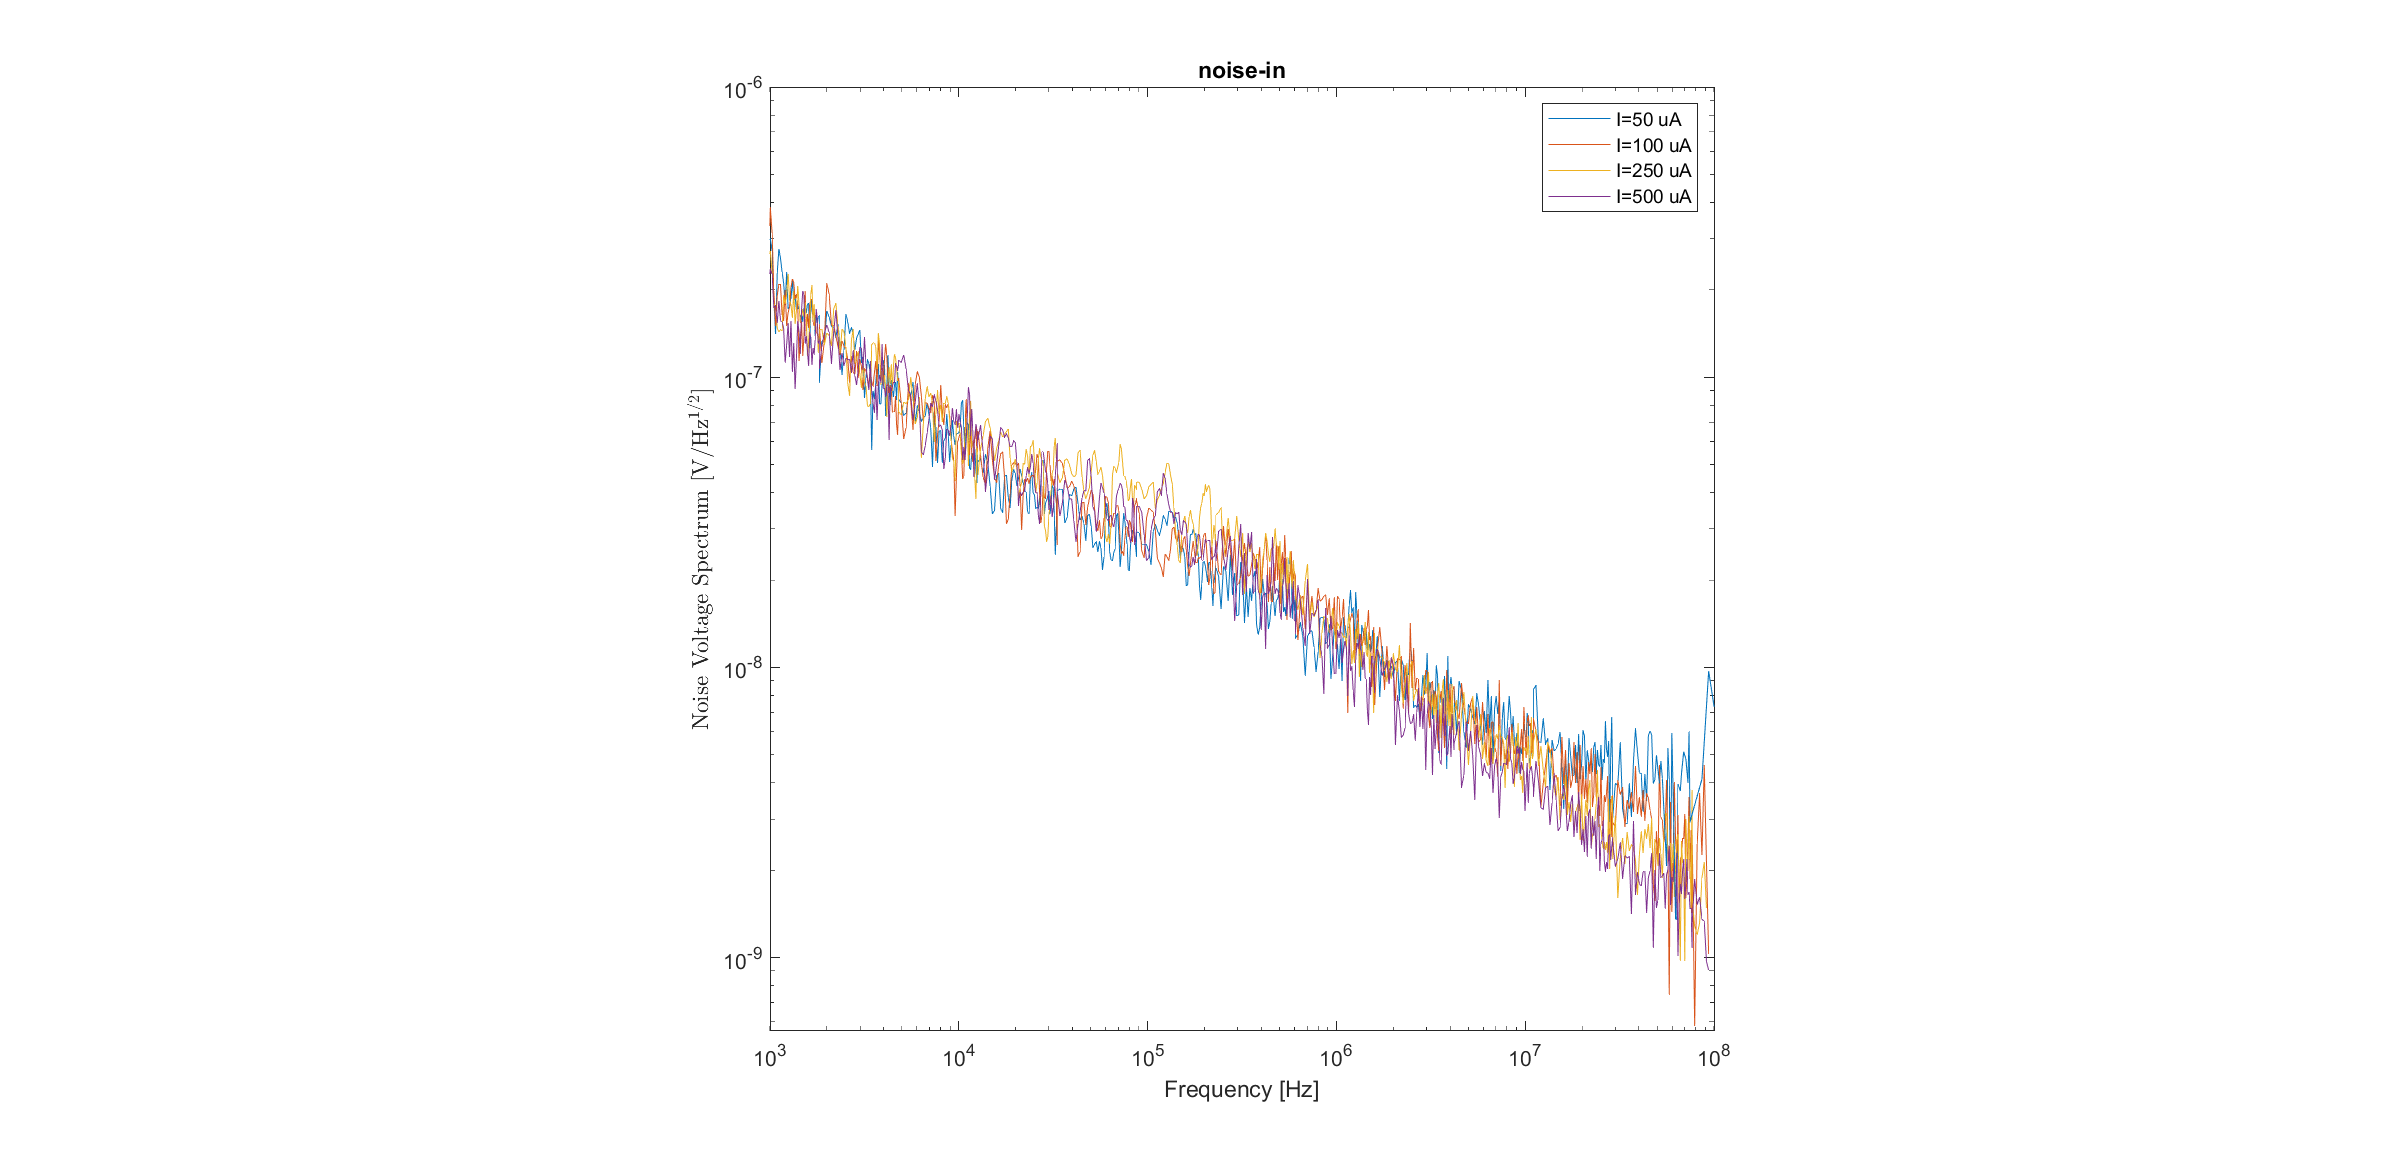 noise-in
10^-6
10^-7
10^-8
10^-9
Noise Voltage Spectrum [V/Hz^1/2]
I=50 uA
I=100 uA
I=250 uA
I=500 uA
10^3 10^4 10^5 10^6 10^7 10^8
Frequency [Hz]